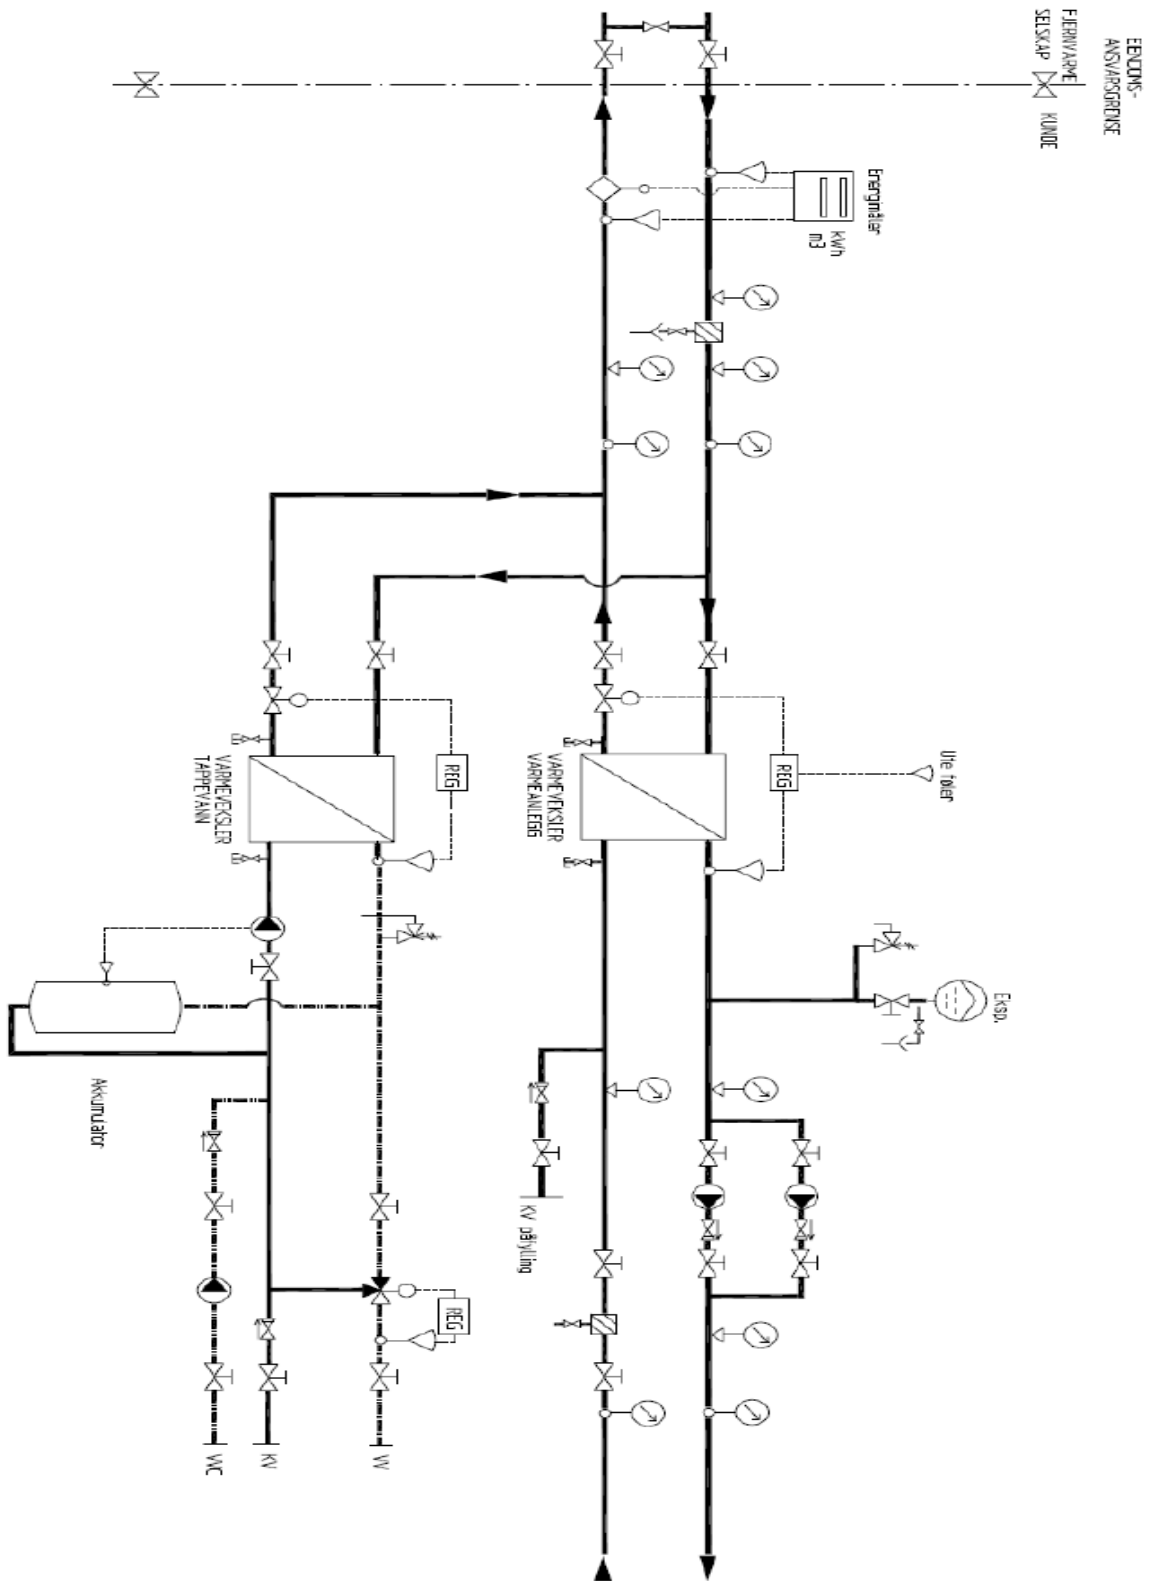 EIENDOMS-
ANSVARSGRENSE
FJERNVARME
SELSKAP
KUNDE
Energimåler
kWh
m3
Ute føler
REG
VARMEVEKSLER
VARMEANLEGG
REG
VARMEVEKSLER
TAPPEVANN
Eksp.
KV påfylling
Akkumulator
REG
VV
KV
VVC